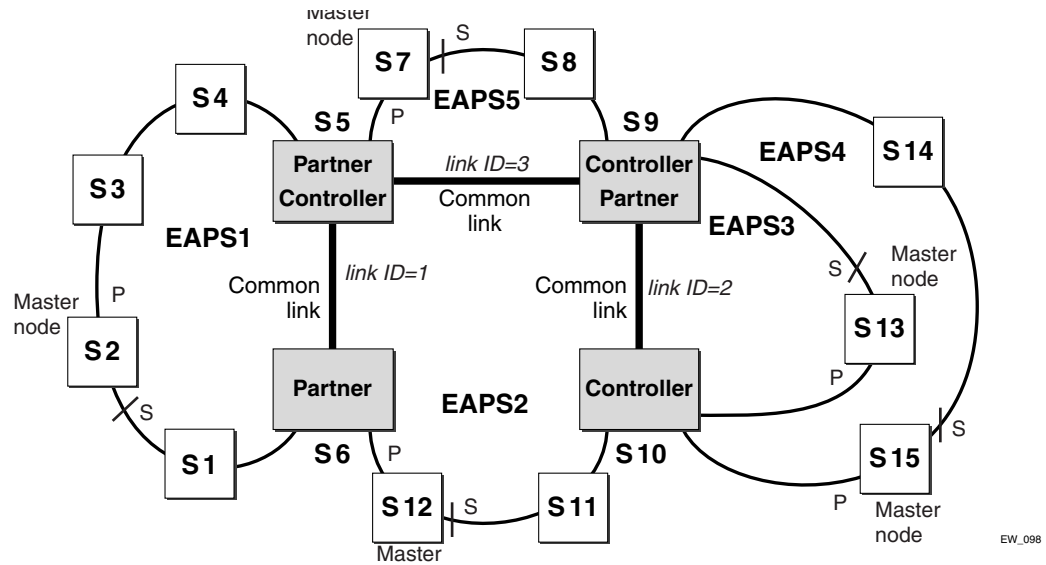 Master
node
S
S7
S8
S4
EAPS5
P
S5
S9
EAPS4
S14
Partner
Controller
link ID=3
Common
link
Controller
Partner
S3
EAPS1
EAPS3
Master
node
S
link ID=1
Common
link
Common
link
link ID=2
Master
node
P
S2
S13
P
S
Partner
EAPS2
Controller
S1
S6
P
S10
S15
S
S12
S
S11
P
Master
node
Master
EW_098